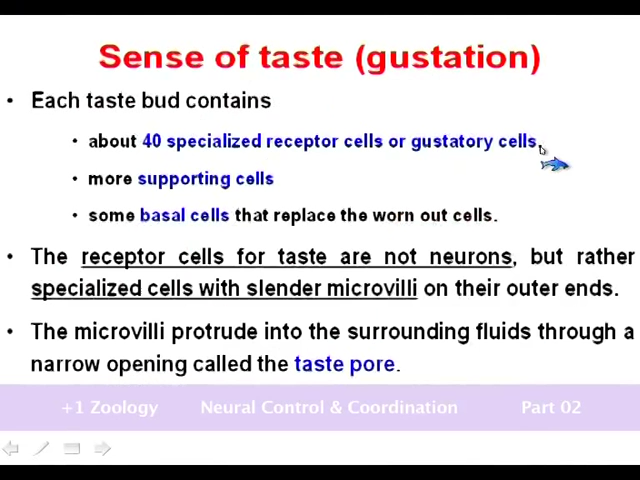 Sense of taste (gustation)
• Each taste bud contains
• about 40 specialized receptor cells or gustatory cells,
• more supporting cells
• some basal cells that replace the worn out cells.
• The receptor cells for taste are not neurons, but rather
specialized cells with slender microvilli on their outer ends.
• The microvilli protrude into the surrounding fluids through a
narrow opening called the taste pore.
+1 Zoology Neural Control & Coordination Part 02